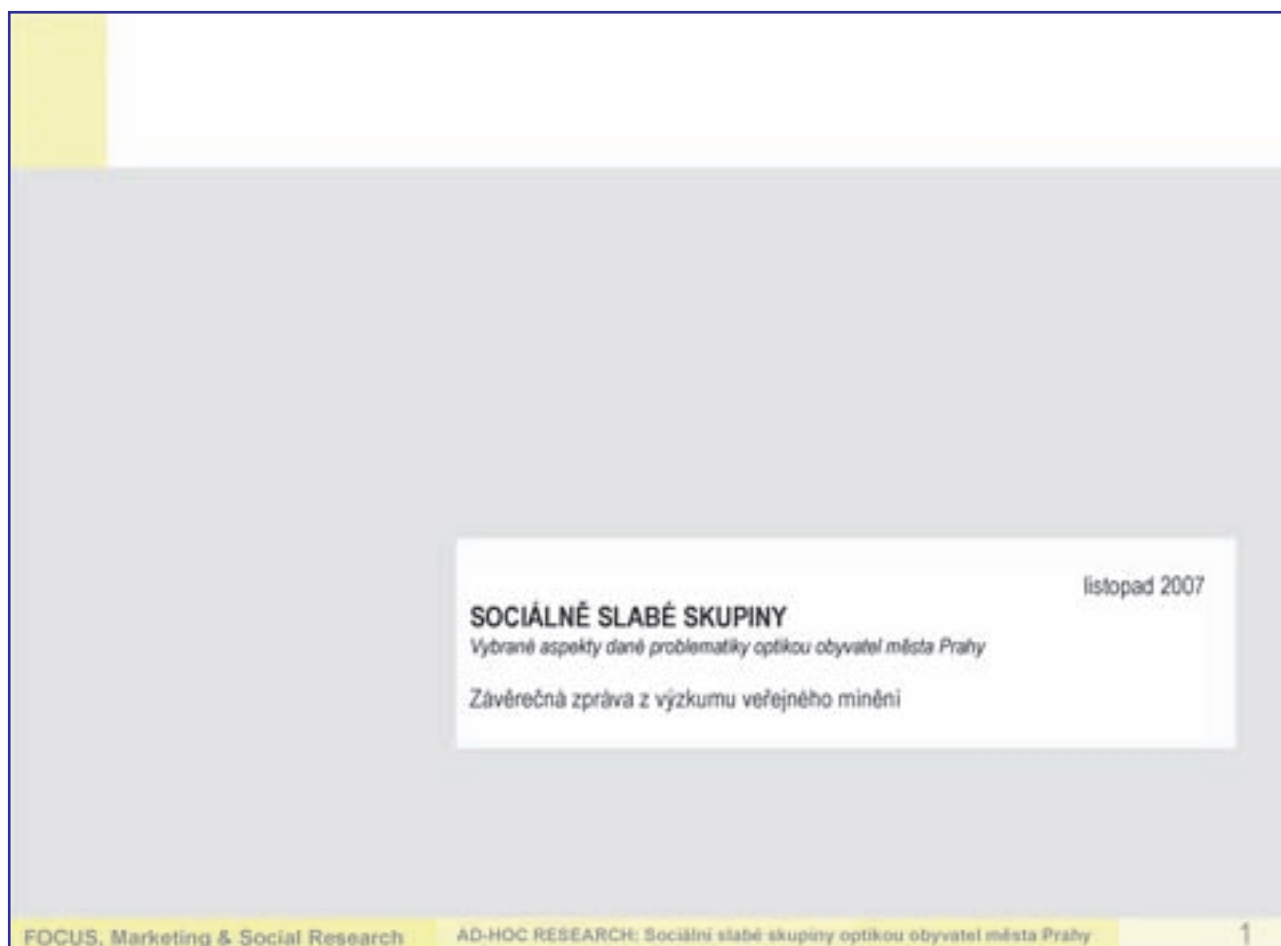 listopad 2007
SOCIÁLNĚ SLABÉ SKUPINY
Vybrané aspekty dané problematiky optikou obyvatel města Prahy
Závěrečná zpráva z výzkumu veřejného mínění
FOCUS, Marketing & Social Research
AD-HOC RESEARCH: Sociální slabé skupiny optikou obyvatel města Prahy
1